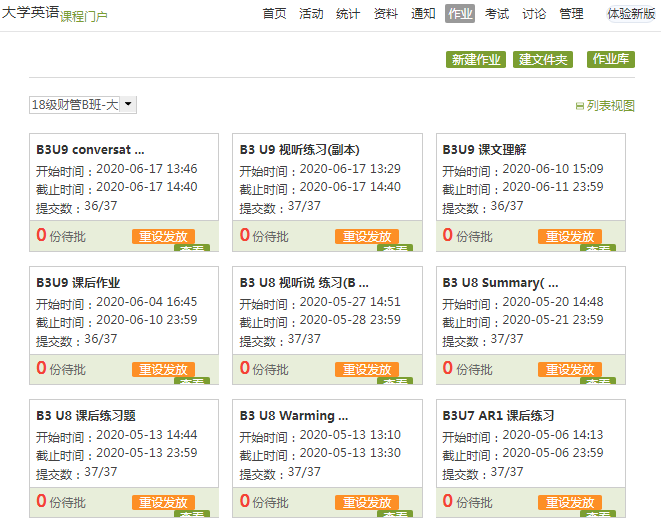 大学英语 课程门户 首页 活动 统计 资料 通知 作业 考试 讨论 管理 体验新版
新建作业 建文件夹 作业库
18级财管B班-大 列表视图
B3U9 conversat ...
开始时间：2020-06-17 13:46
截止时间：2020-06-17 14:40
提交数：36/37
0 份待批 重设发放
查看
B3 U9 视听练习(副本)
开始时间：2020-06-17 13:29
截止时间：2020-06-17 14:40
提交数：37/37
0 份待批 重设发放
查看
B3U9 课文理解
开始时间：2020-06-10 15:09
截止时间：2020-06-11 23:59
提交数：36/37
0 份待批 重设发放
查看
B3U9 课后作业
开始时间：2020-06-04 16:45
截止时间：2020-06-10 23:59
提交数：36/37
0 份待批 重设发放
查看
B3 U8 视听说 练习(B ...
开始时间：2020-05-27 14:51
截止时间：2020-05-28 23:59
提交数：37/37
0 份待批 重设发放
查看
B3 U8 Summary( ...
开始时间：2020-05-20 14:48
截止时间：2020-05-21 23:59
提交数：37/37
0 份待批 重设发放
查看
B3 U8 课后练习题
开始时间：2020-05-13 14:44
截止时间：2020-05-13 23:59
提交数：37/37
0 份待批 重设发放
查看
B3 U8 Warming ...
开始时间：2020-05-13 13:10
截止时间：2020-05-13 13:30
提交数：37/37
0 份待批 重设发放
查看
B3U7 AR1 课后练习
开始时间：2020-05-06 14:13
截止时间：2020-05-06 23:59
提交数：37/37
0 份待批 重设发放
查看